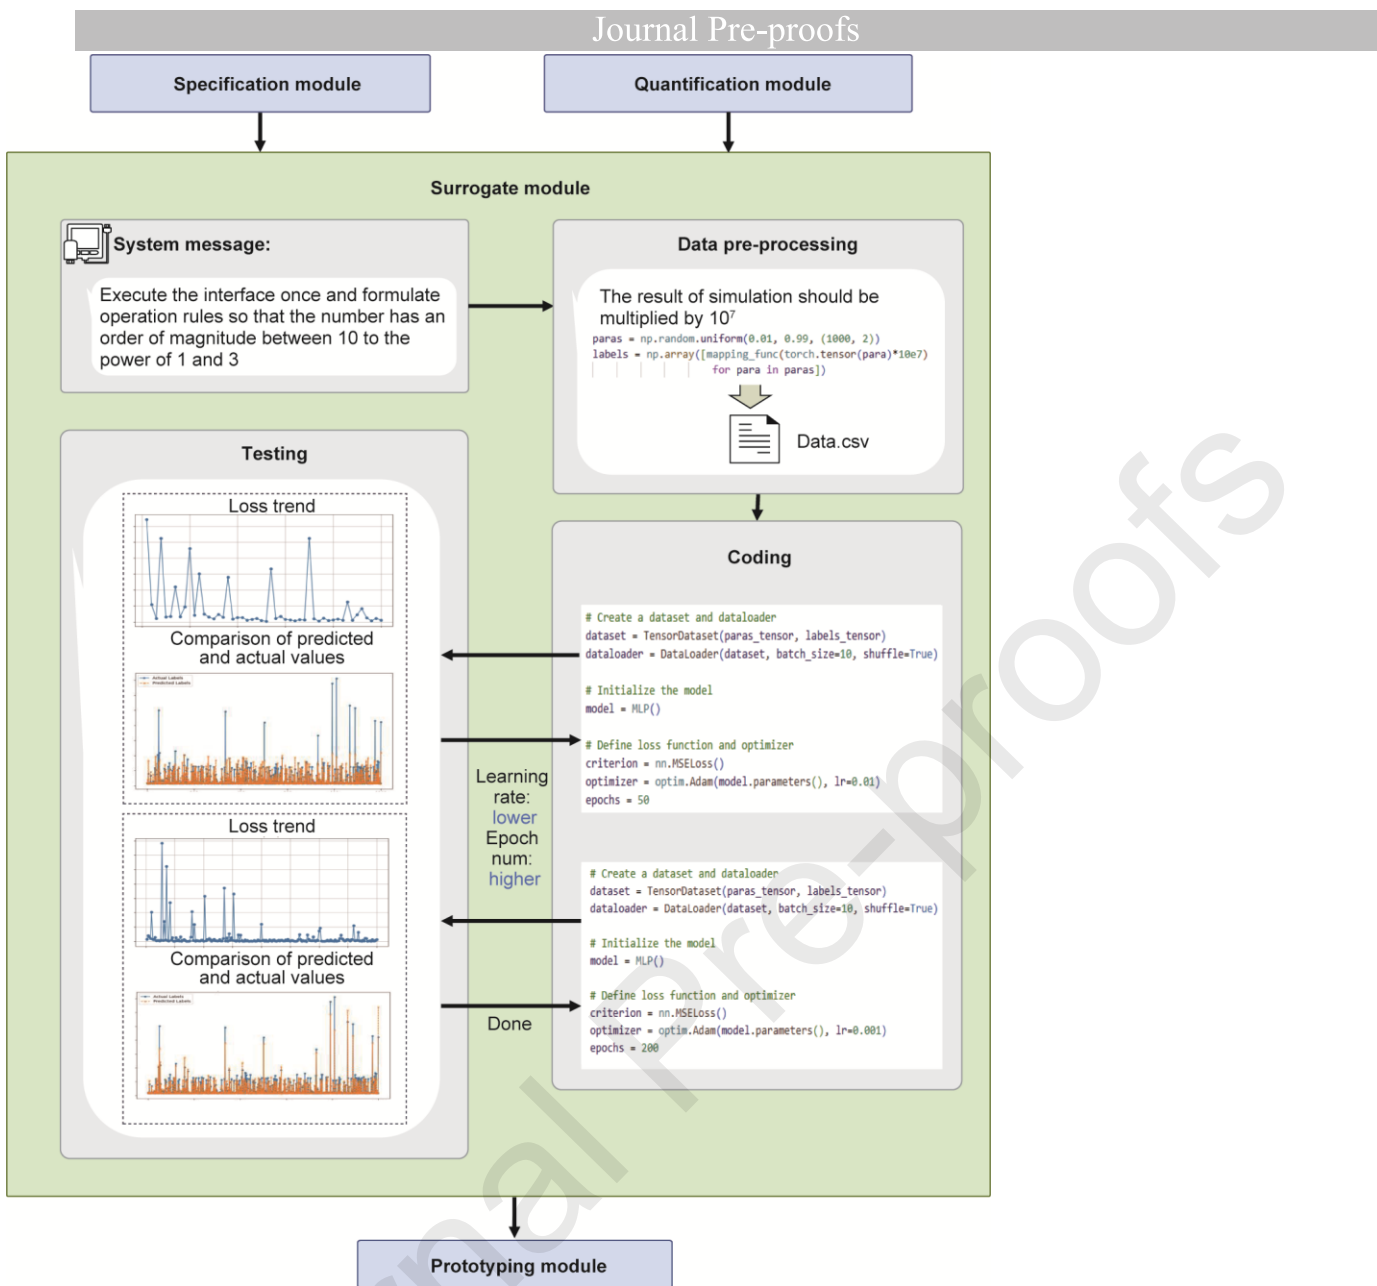 Journal Pre-proofs
Specification module
Quantification module
Surrogate module
System message:
Execute the interface once and formulate
operation rules so that the number has an
order of magnitude between 10 to the
power of 1 and 3
Data pre-processing
The result of simulation should be
multiplied by 10⁷
paras = np.random.uniform(0.01, 0.99, (1000, 2))
labels = np.array([mapping_func(torch.tensor(para)*10e7)
for para in paras])
Data.csv
Testing
Loss trend
Comparison of predicted
and actual values
Actual Labels
Predicted Labels
Loss trend
Comparison of predicted
and actual values
Actual Labels
Predicted Labels
Learning
rate:
lower
Epoch
num:
higher
Done
Coding
# Create a dataset and dataloader
dataset = TensorDataset(paras_tensor, labels_tensor)
dataloader = DataLoader(dataset, batch_size=10, shuffle=True)
# Initialize the model
model = MLP()
# Define loss function and optimizer
criterion = nn.MSELoss()
optimizer = optim.Adam(model.parameters(), lr=0.01)
epochs = 50
# Create a dataset and dataloader
dataset = TensorDataset(paras_tensor, labels_tensor)
dataloader = DataLoader(dataset, batch_size=10, shuffle=True)
# Initialize the model
model = MLP()
# Define loss function and optimizer
criterion = nn.MSELoss()
optimizer = optim.Adam(model.parameters(), lr=0.001)
epochs = 200
Prototyping module
rnal Pre-proofs